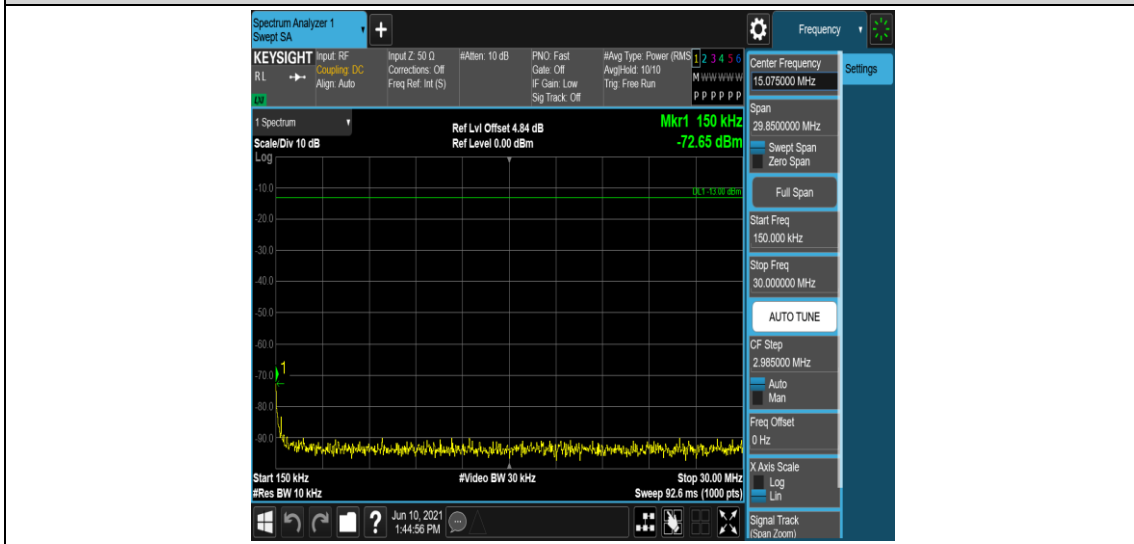 Spectrum Analyzer 1
Swept SA
+
Frequency
KEYSIGHT
RL
LXI
Input: RF
Coupling: DC
Align: Auto
Input Z: 50 Ω
Corrections: Off
Freq Ref: Int (S)
#Atten: 10 dB
PNO: Fast
Gate: Off
IF Gain: Low
Sig Track: Off
#Avg Type: Power (RMS
Avg|Hold: 10/10
Trig: Free Run
1 2 3 4 5 6
M W W W W W
P P P P P P
1 Spectrum
Scale/Div 10 dB
Log
Ref Lvl Offset 4.84 dB
Ref Level 0.00 dBm
Mkr1 150 kHz
-72.65 dBm
DL1 -13.00 dBm
-10.0
-20.0
-30.0
-40.0
-50.0
-60.0
-70.0
-80.0
-90.0
1
Start 150 kHz
#Res BW 10 kHz
#Video BW 30 kHz
Stop 30.00 MHz
Sweep 92.6 ms (1000 pts)
?
Jun 10, 2021
1:44:56 PM
Center Frequency
15.075000 MHz
Settings
Span
29.8500000 MHz
Swept Span
Zero Span
Full Span
Start Freq
150.000 kHz
Stop Freq
30.000000 MHz
AUTO TUNE
CF Step
2.985000 MHz
Auto
Man
Freq Offset
0 Hz
X Axis Scale
Log
Lin
Signal Track
(Span Zoom)